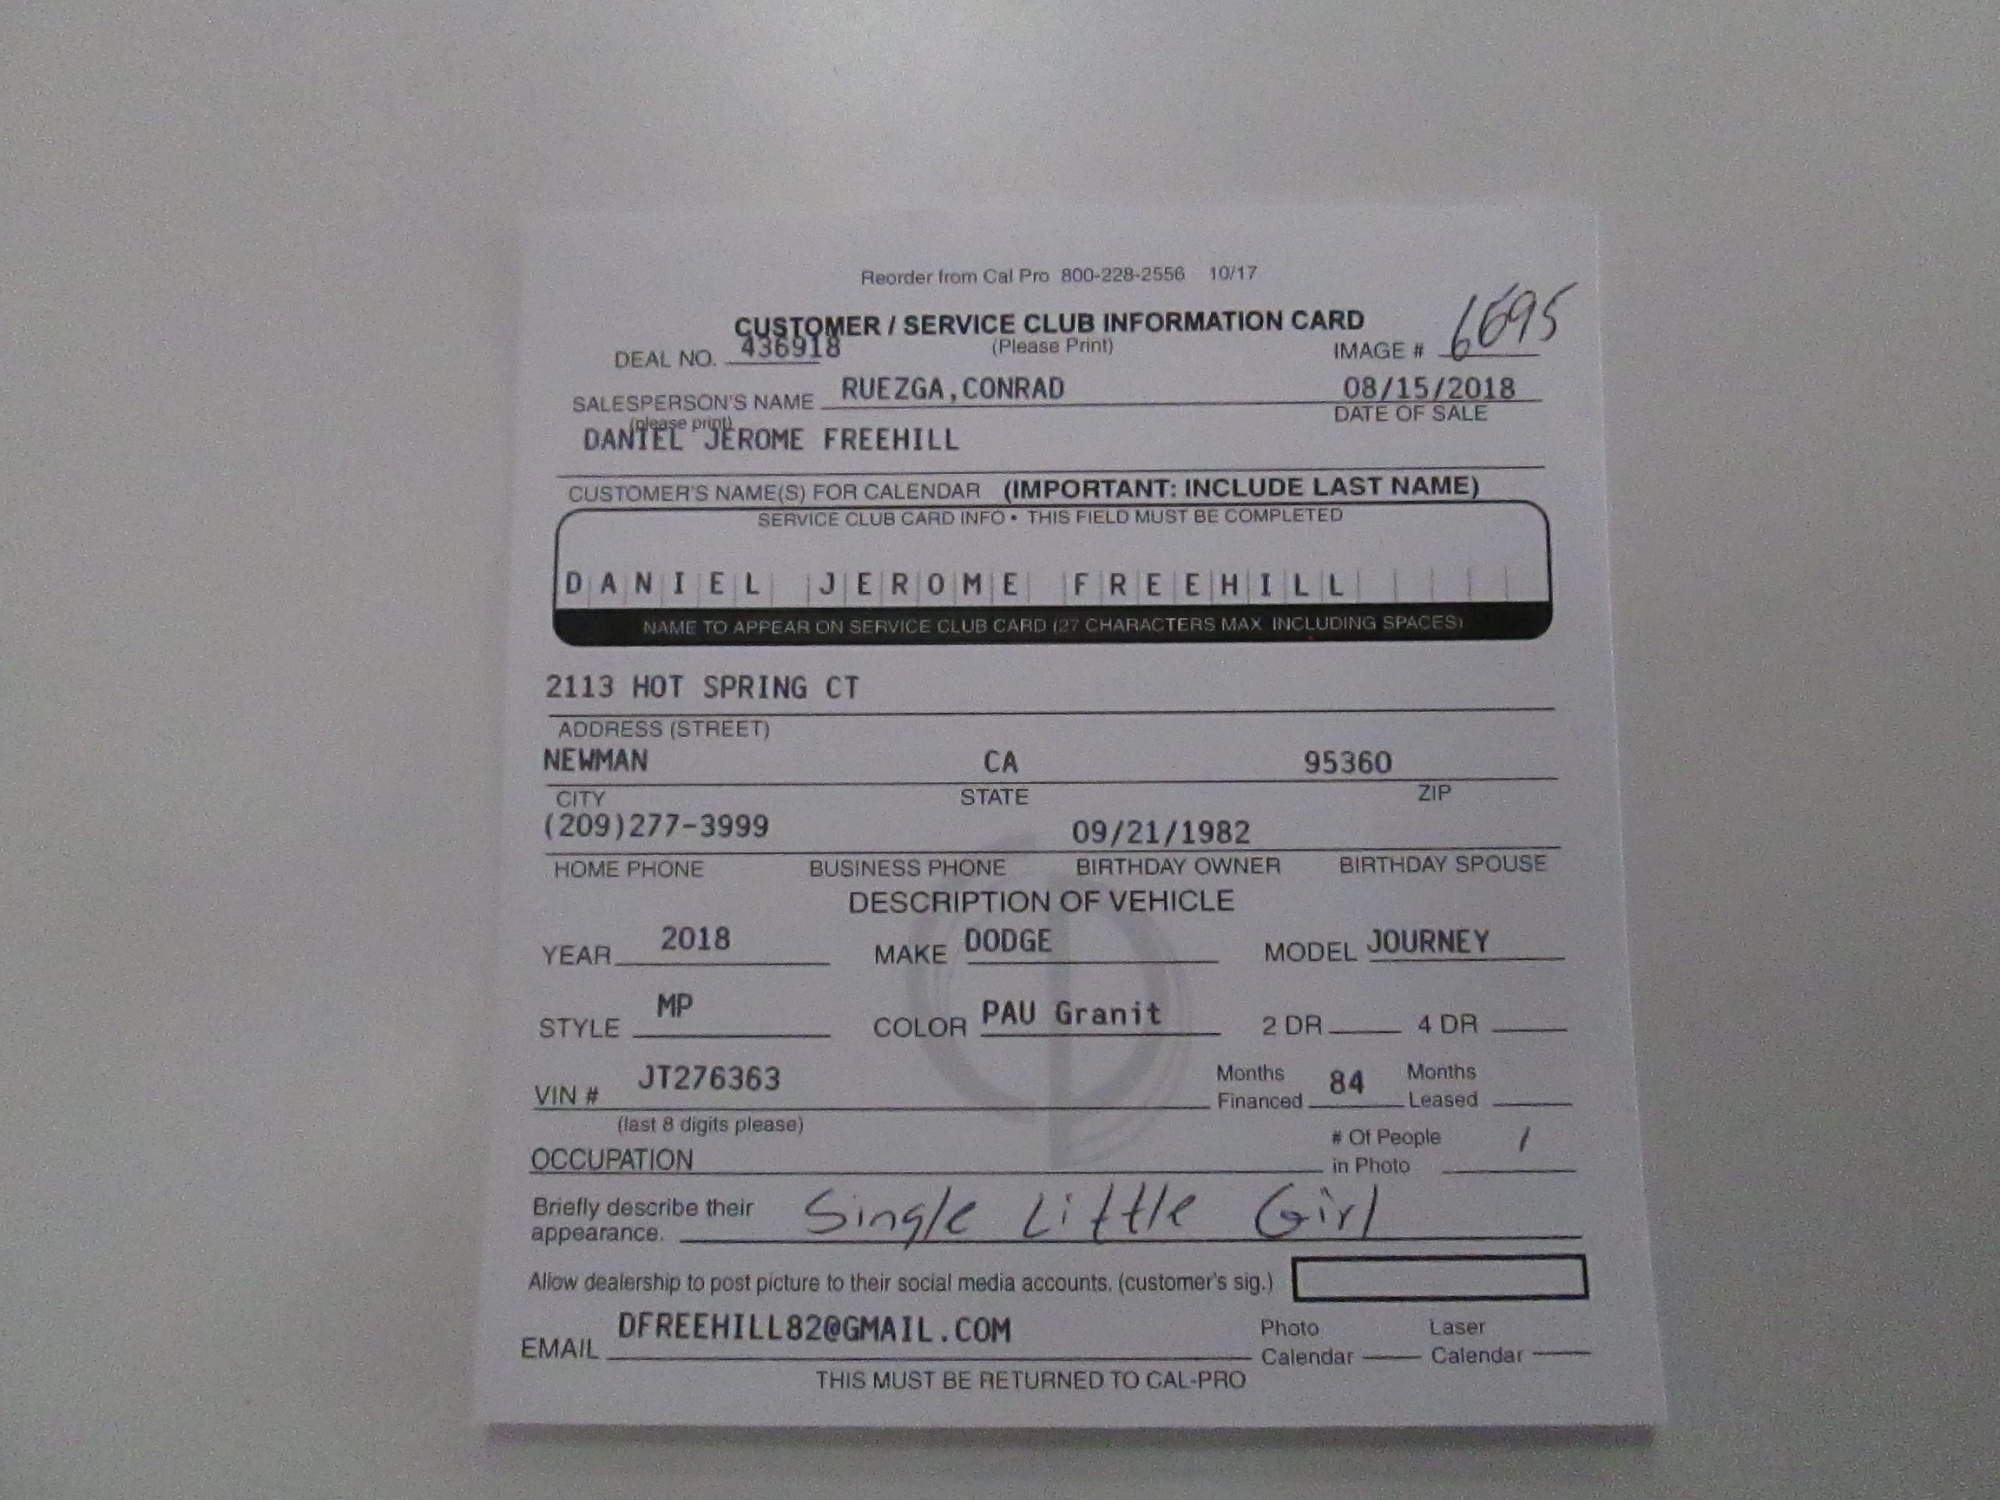 Reorder from Cal Pro 800-228-2556 10/17
CUSTOMER / SERVICE CLUB INFORMATION CARD
DEAL NO. 436918 (Please Print) IMAGE # 6695
SALESPERSON'S NAME RUEZGA,CONRAD 08/15/2018
(please print) DATE OF SALE
DANIEL JEROME FREEHILL
CUSTOMER'S NAME(S) FOR CALENDAR (IMPORTANT: INCLUDE LAST NAME)
SERVICE CLUB CARD INFO • THIS FIELD MUST BE COMPLETED
DANIEL JEROME FREEHILL
NAME TO APPEAR ON SERVICE CLUB CARD (27 CHARACTERS MAX INCLUDING SPACES)
2113 HOT SPRING CT
ADDRESS (STREET)
NEWMAN CA 95360
CITY STATE ZIP
(209)277-3999 09/21/1982
HOME PHONE BUSINESS PHONE BIRTHDAY OWNER BIRTHDAY SPOUSE
DESCRIPTION OF VEHICLE
YEAR 2018 MAKE DODGE MODEL JOURNEY
STYLE MP COLOR PAU Granit 2 DR 4 DR
VIN # JT276363 Months Financed 84 Months Leased
(last 8 digits please)
OCCUPATION # Of People in Photo 1
Briefly describe their appearance. Single Little Girl
Allow dealership to post picture to their social media accounts. (customer's sig.)
EMAIL DFREEHILL82@GMAIL.COM Photo Calendar Laser Calendar
THIS MUST BE RETURNED TO CAL-PRO